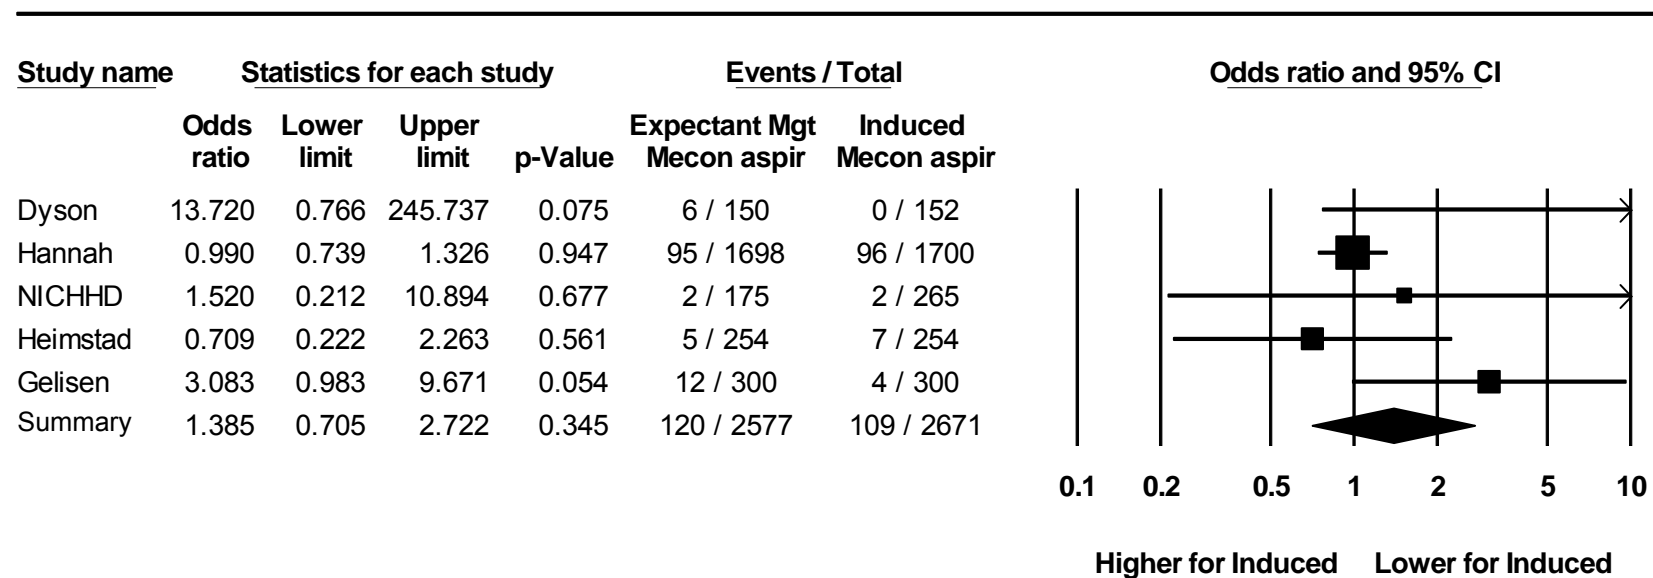 Study name Statistics for each study Events / Total Odds ratio and 95% CI
Odds Lower Upper Expectant Mgt Induced
ratio limit limit p-Value Mecon aspir Mecon aspir
Dyson 13.720 0.766 245.737 0.075 6 / 150 0 / 152
Hannah 0.990 0.739 1.326 0.947 95 / 1698 96 / 1700
NICHHD 1.520 0.212 10.894 0.677 2 / 175 2 / 265
Heimstad 0.709 0.222 2.263 0.561 5 / 254 7 / 254
Gelisen 3.083 0.983 9.671 0.054 12 / 300 4 / 300
Summary 1.385 0.705 2.722 0.345 120 / 2577 109 / 2671
0.1 0.2 0.5 1 2 5 10
Higher for Induced Lower for Induced